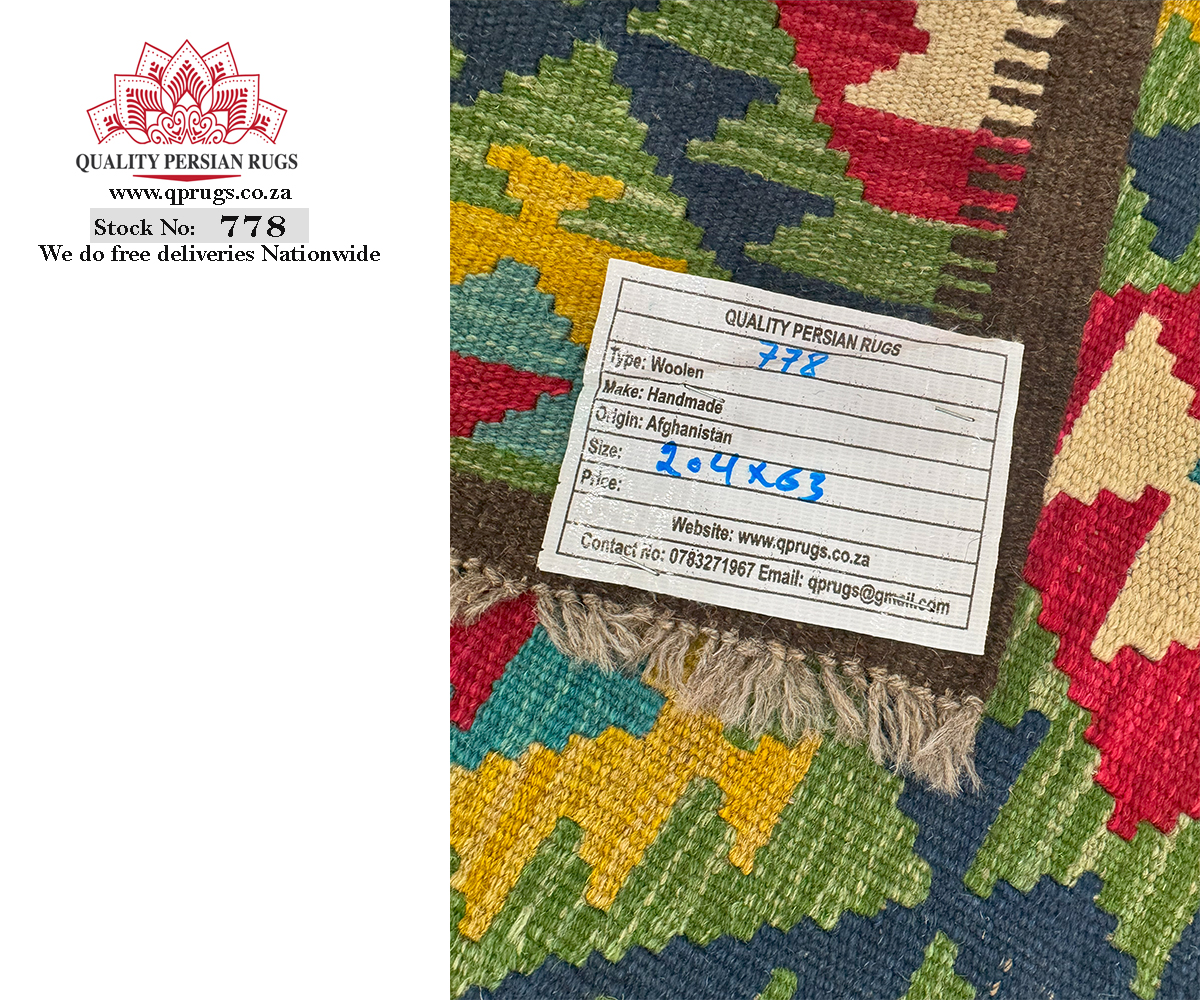 QUALITY PERSIAN RUGS
www.qprugs.co.za
Stock No: 778
We do free deliveries Nationwide
QUALITY PERSIAN RUGS
778
Type: Woolen
Make: Handmade
Origin: Afghanistan
Size: 204x63
Price:
Website: www.qprugs.co.za
Contact No: 0783271967 Email: qprugs@gmail.com